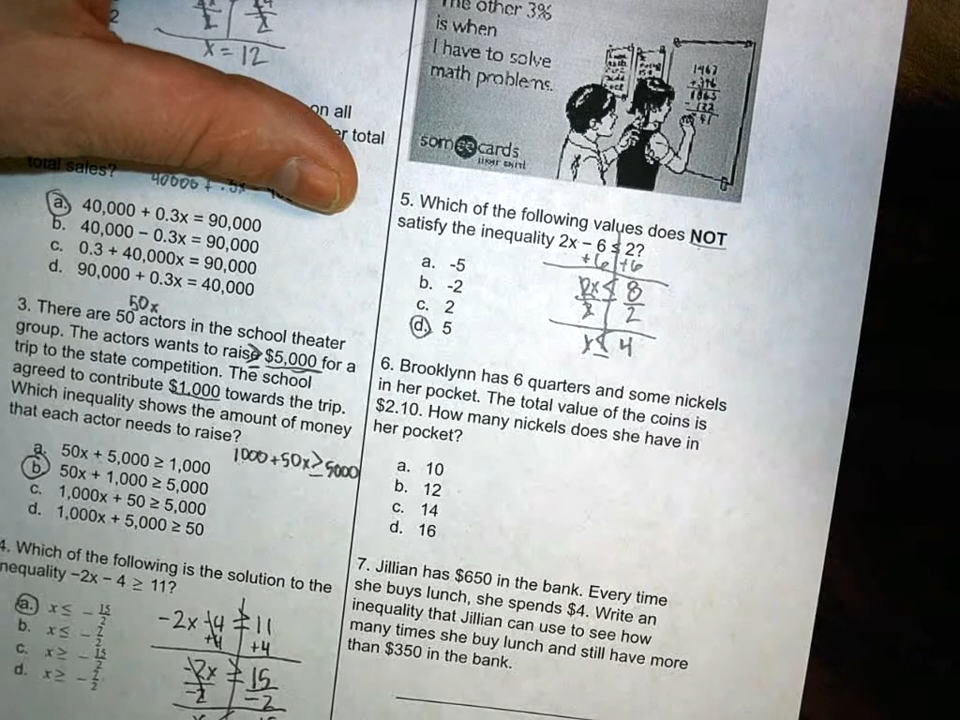 x = 12
on all
er total
total sales?
a. 40,000 + 0.3x = 90,000
b. 40,000 − 0.3x = 90,000
c. 0.3 + 40,000x = 90,000
d. 90,000 + 0.3x = 40,000
50x
3. There are 50 actors in the school theater
group. The actors wants to raise ≥ $5,000 for a
trip to the state competition. The school
agreed to contribute $1,000 towards the trip.
Which inequality shows the amount of money
that each actor needs to raise?
1000+50x≥5000
a. 50x + 5,000 ≥ 1,000
b. 50x + 1,000 ≥ 5,000
c. 1,000x + 50 ≥ 5,000
d. 1,000x + 5,000 ≥ 50
4. Which of the following is the solution to the
nequality −2x − 4 ≥ 11?
a. x ≤ − 15/2
b. x ≤ − 7/2
c. x ≥ − 15/2
d. x ≥ − 7/2
-2x -4 ≥ 11
+4 +4
-2x ≥ 15
-2 -2
The other 3%
is when
I have to solve
math problems.
someecards
user card
5. Which of the following values does NOT
satisfy the inequality 2x − 6 ≤ 2?
+6 +6
a. -5
b. -2
c. 2
d. 5
2x ≤ 8
2 2
x ≤ 4
6. Brooklynn has 6 quarters and some nickels
in her pocket. The total value of the coins is
$2.10. How many nickels does she have in
her pocket?
a. 10
b. 12
c. 14
d. 16
7. Jillian has $650 in the bank. Every time
she buys lunch, she spends $4. Write an
inequality that Jillian can use to see how
many times she buy lunch and still have more
than $350 in the bank.